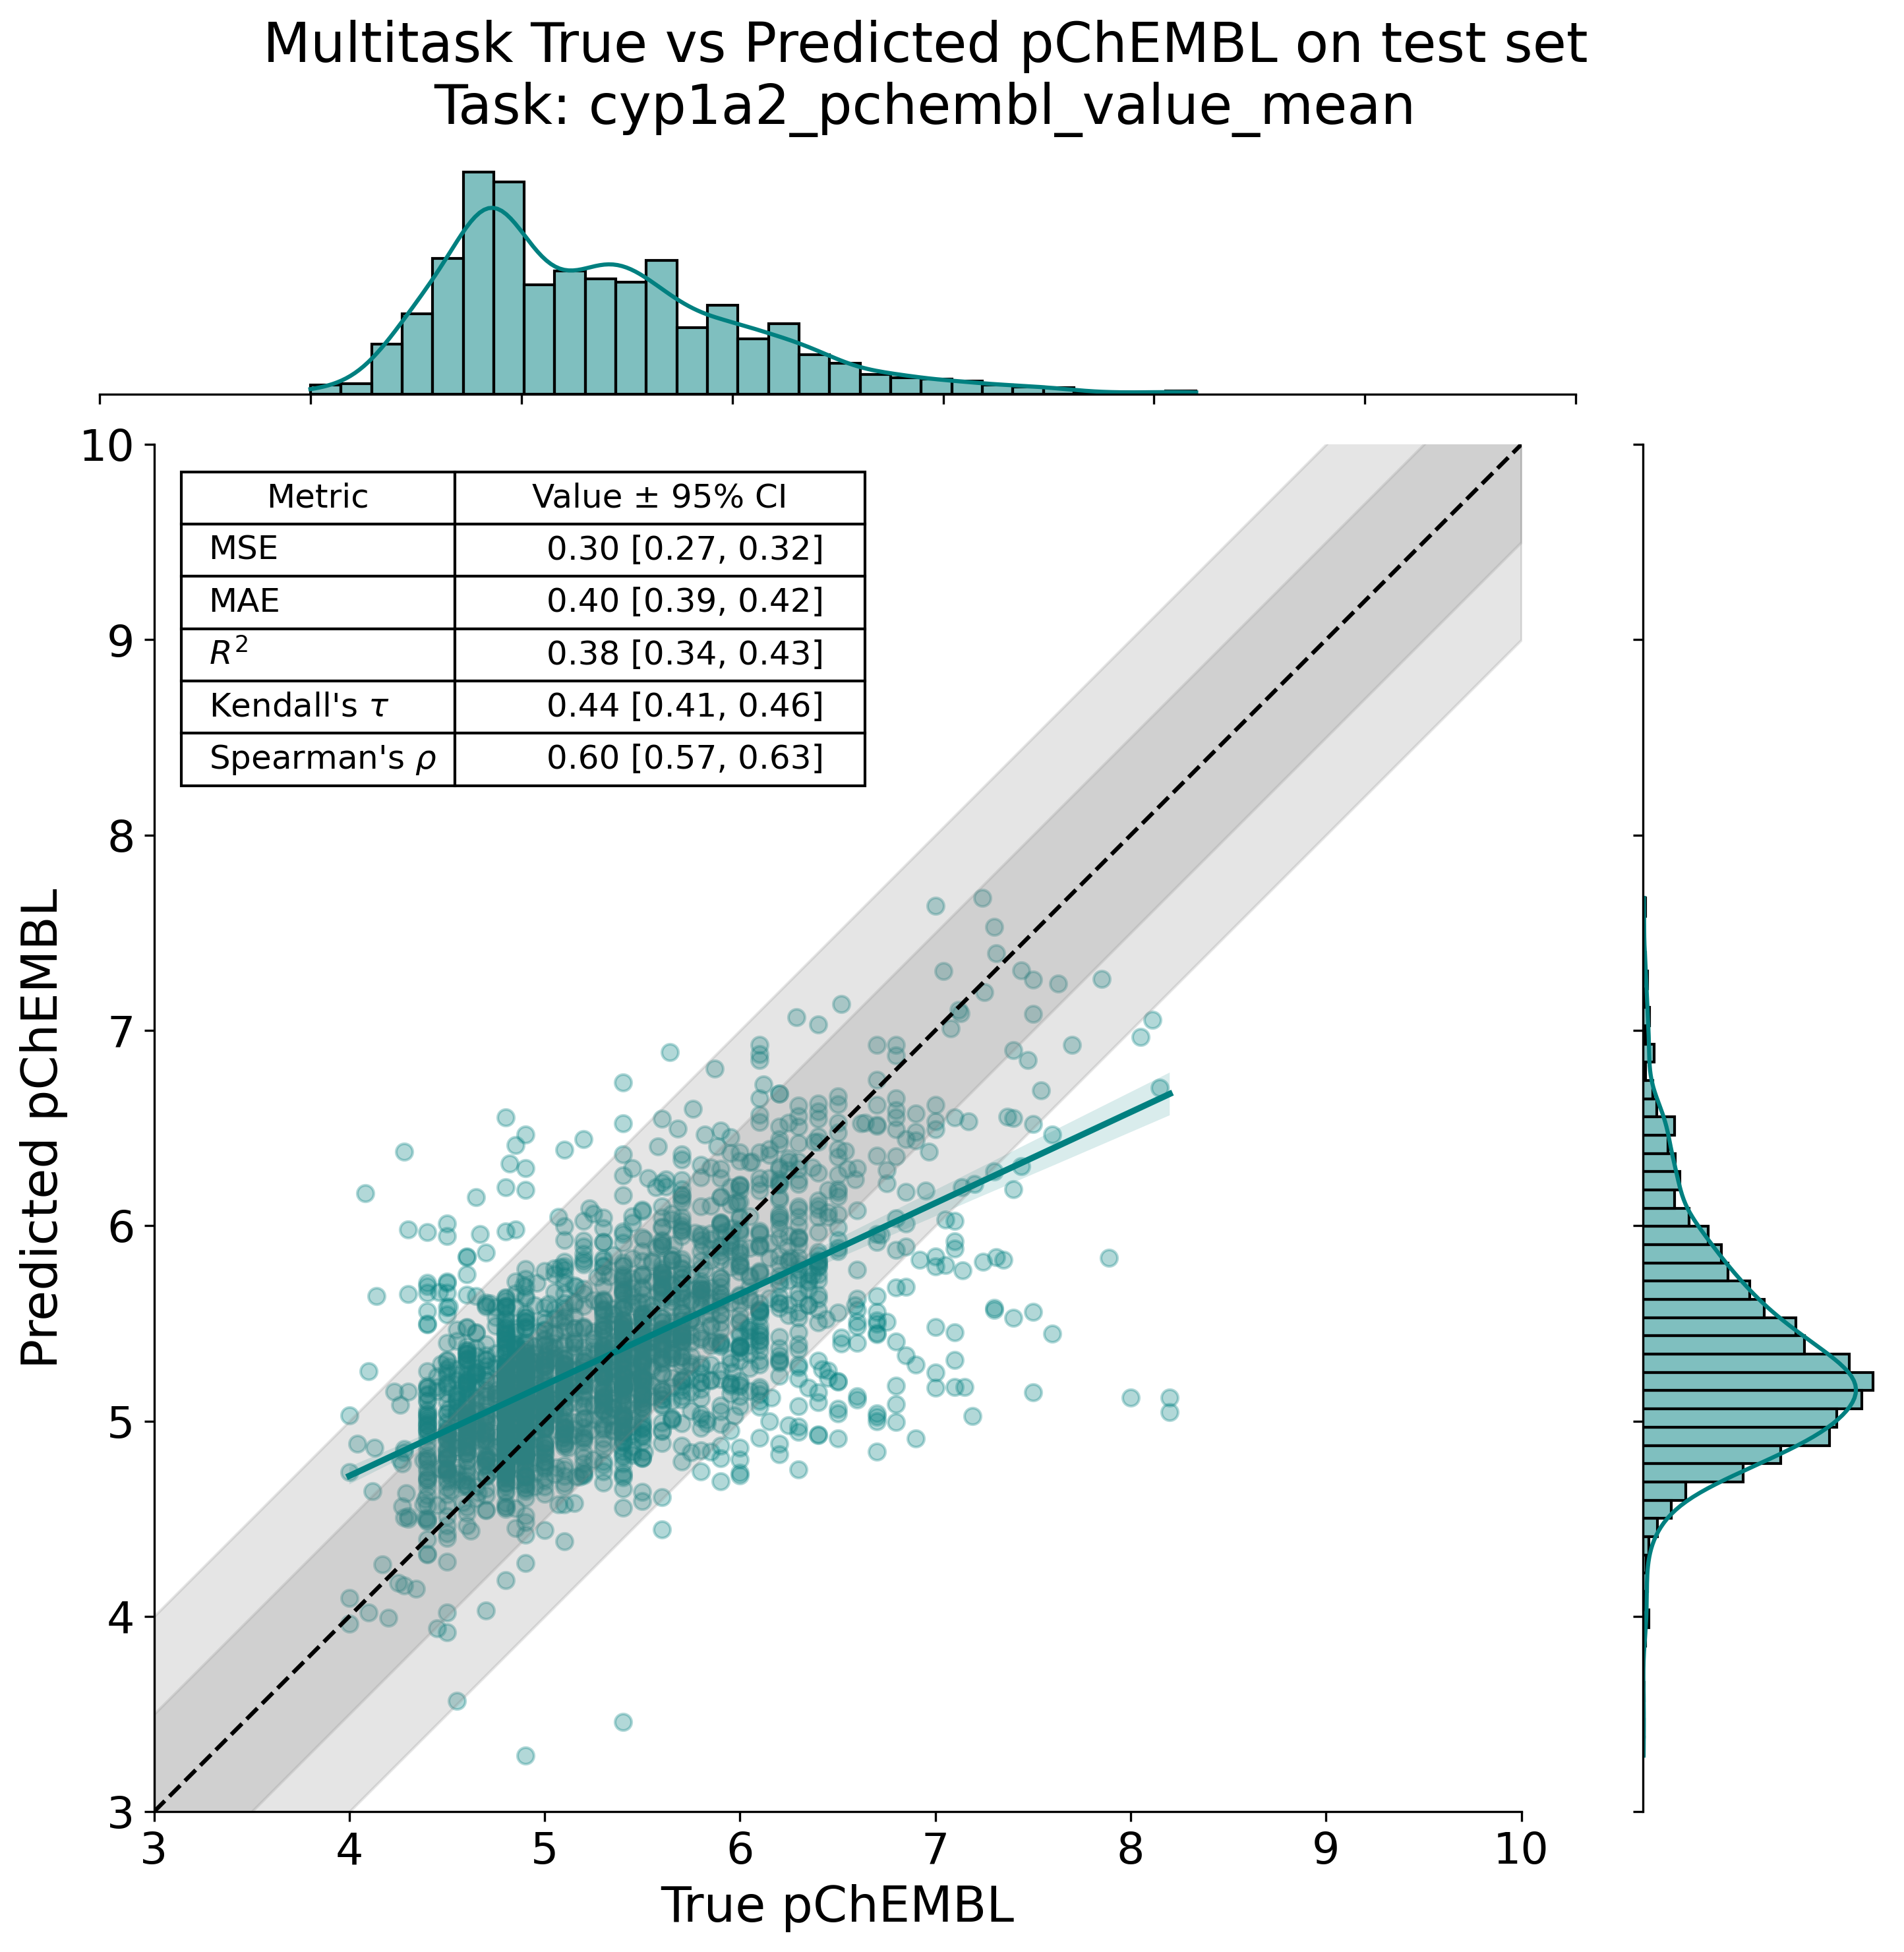 Multitask True vs Predicted pChEMBL on test set
Task: cyp1a2_pchembl_value_mean
Metric Value ± 95% CI
MSE 0.30 [0.27, 0.32]
MAE 0.40 [0.39, 0.42]
R² 0.38 [0.34, 0.43]
Kendall's τ 0.44 [0.41, 0.46]
Spearman's ρ 0.60 [0.57, 0.63]
Predicted pChEMBL
10
9
8
7
6
5
4
3
3 4 5 6 7 8 9 10
True pChEMBL